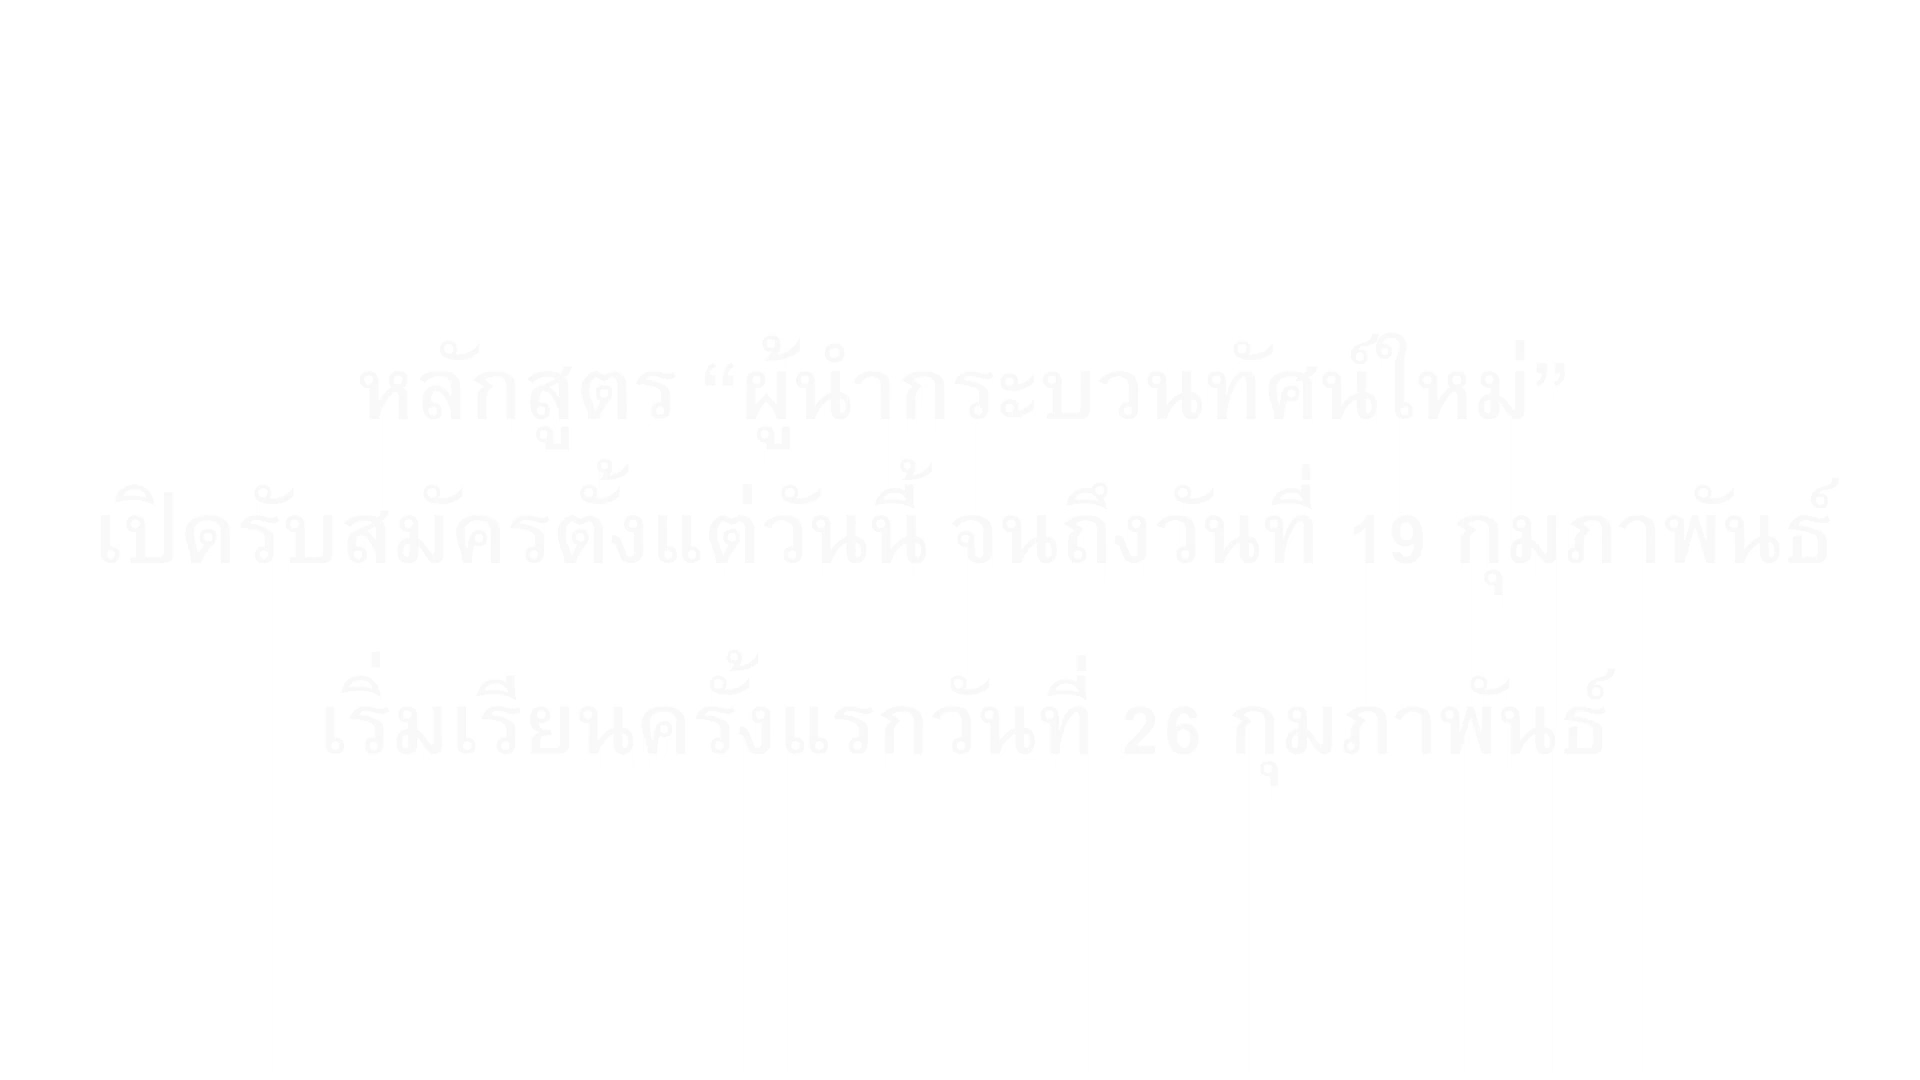 หลักสูตร “ผู้นำกระบวนทัศน์ใหม่”
เปิดรับสมัครตั้งแต่วันนี้ จนถึงวันที่ 19 กุมภาพันธ์
เริ่มเรียนครั้งแรกวันที่ 26 กุมภาพันธ์